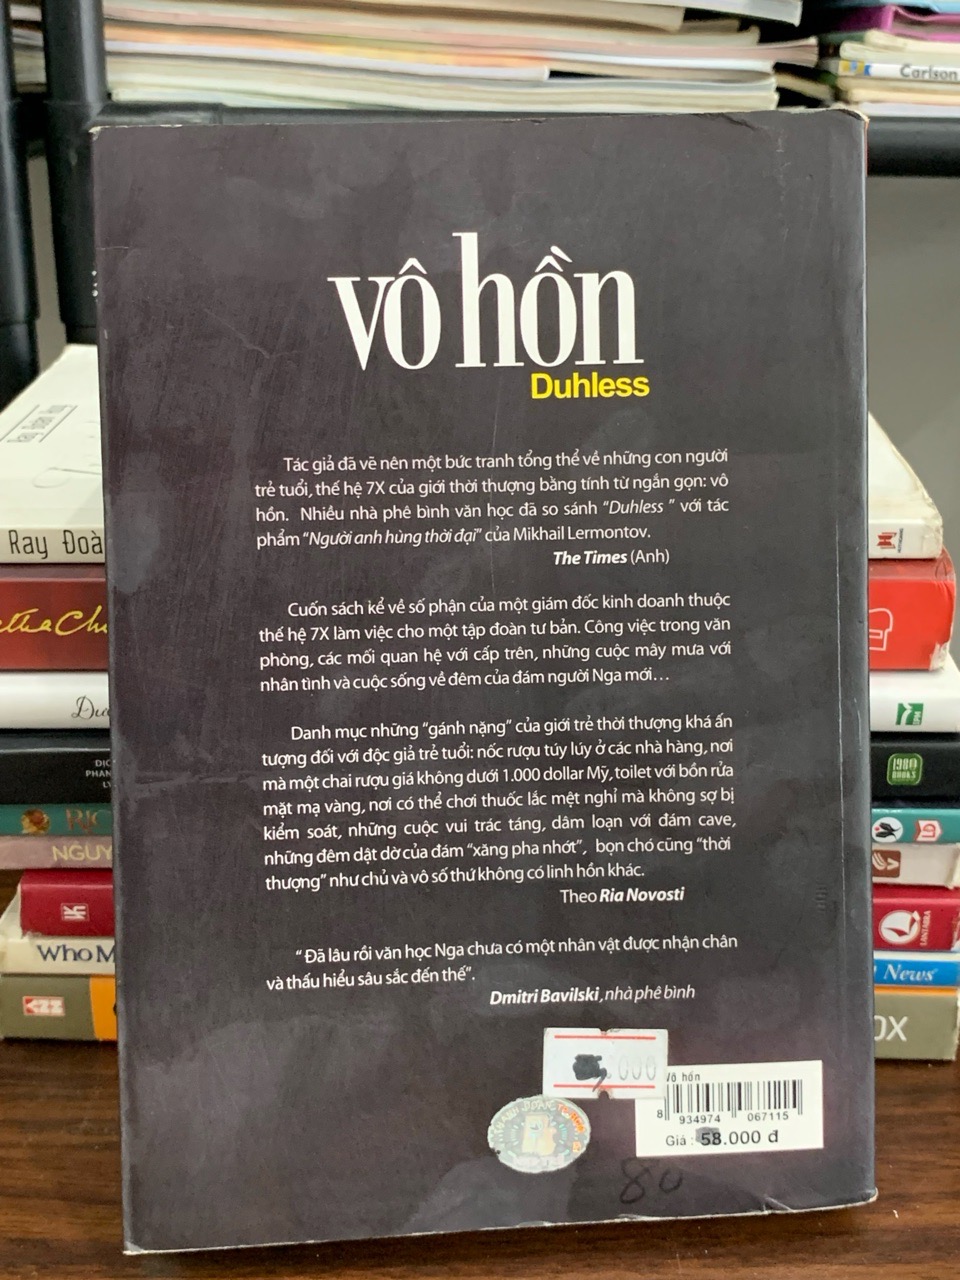 Carlson
vô hồn
Duhless
Tác giả đã vẽ nên một bức tranh tổng thể về những con người
trẻ tuổi, thế hệ 7X của giới thời thượng bằng tính từ ngắn gọn: vô
hồn. Nhiều nhà phê bình văn học đã so sánh “Duhless ” với tác
phẩm “Người anh hùng thời đại” của Mikhail Lermontov.
The Times (Anh)
Cuốn sách kể về số phận của một giám đốc kinh doanh thuộc
thế hệ 7X làm việc cho một tập đoàn tư bản. Công việc trong văn
phòng, các mối quan hệ với cấp trên, những cuộc mây mưa với
nhân tình và cuộc sống về đêm của đám người Nga mới...
Danh mục những “gánh nặng” của giới trẻ thời thượng khá ấn
tượng đối với độc giả trẻ tuổi: nốc rượu túy lúy ở các nhà hàng, nơi
mà một chai rượu giá không dưới 1.000 dollar Mỹ, toilet với bồn rửa
mặt mạ vàng, nơi có thể chơi thuốc lắc mệt nghỉ mà không sợ bị
kiểm soát, những cuộc vui trác táng, dâm loạn với đám cave,
những đêm dật dờ của đám “xăng pha nhớt”, bọn chó cũng “thời
thượng” như chủ và vô số thứ không có linh hồn khác.
Theo Ria Novosti
“ Đã lâu rồi văn học Nga chưa có một nhân vật được nhận chân
và thấu hiểu sâu sắc đến thế”.
Dmitri Bavilski, nhà phê bình
000
Vô hồn
8 934974 067115
Giá : 58.000 đ
80
Ray Đoà
PHAN
NGUY
Who M
1980
BOOKS
News
OX